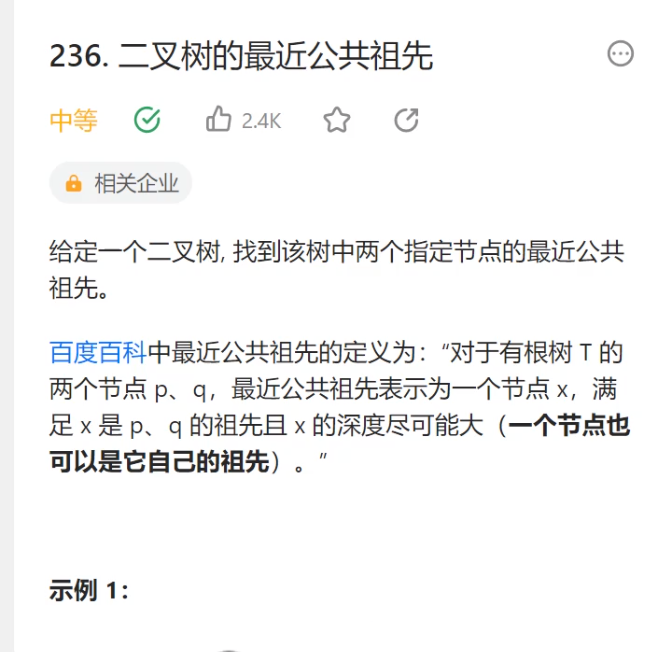 236. 二叉树的最近公共祖先
中等 2.4K
相关企业
给定一个二叉树, 找到该树中两个指定节点的最近公共
祖先。
百度百科中最近公共祖先的定义为：“对于有根树 T 的
两个节点 p、q，最近公共祖先表示为一个节点 x，满
足 x 是 p、q 的祖先且 x 的深度尽可能大（一个节点也
可以是它自己的祖先）。”
示例 1：